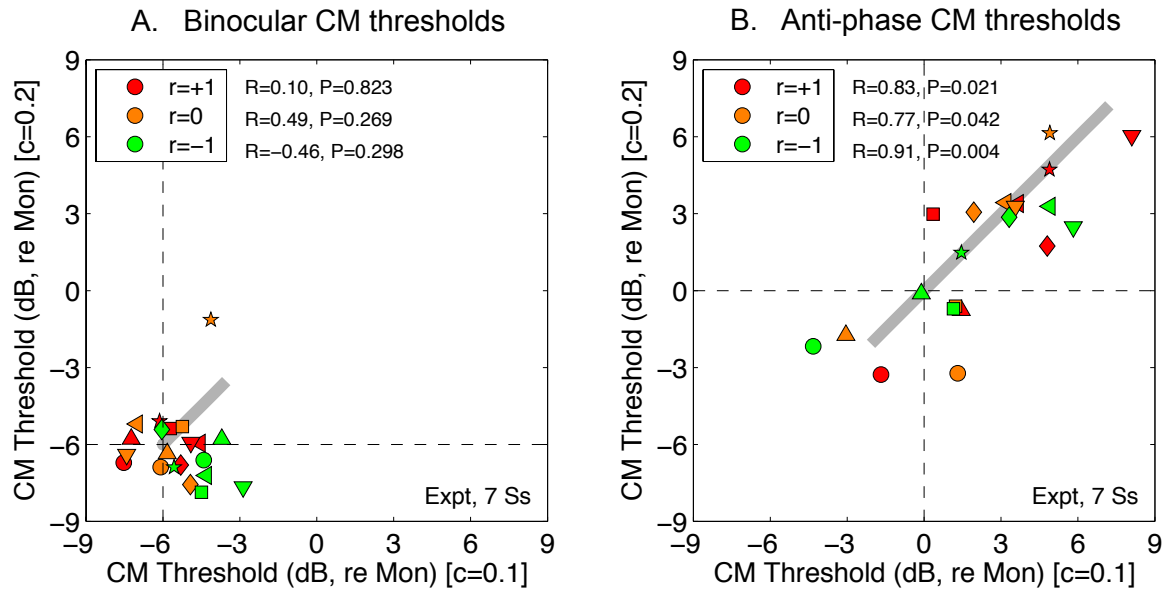 A. Binocular CM thresholds
CM Threshold (dB, re Mon) [c=0.2]
9
6
3
0
−3
−6
−9
r=+1 R=0.10, P=0.823
r=0 R=0.49, P=0.269
r=−1 R=−0.46, P=0.298
Expt, 7 Ss
−9 −6 −3 0 3 6 9
CM Threshold (dB, re Mon) [c=0.1]
B. Anti-phase CM thresholds
CM Threshold (dB, re Mon) [c=0.2]
9
6
3
0
−3
−6
−9
r=+1 R=0.83, P=0.021
r=0 R=0.77, P=0.042
r=−1 R=0.91, P=0.004
Expt, 7 Ss
−9 −6 −3 0 3 6 9
CM Threshold (dB, re Mon) [c=0.1]